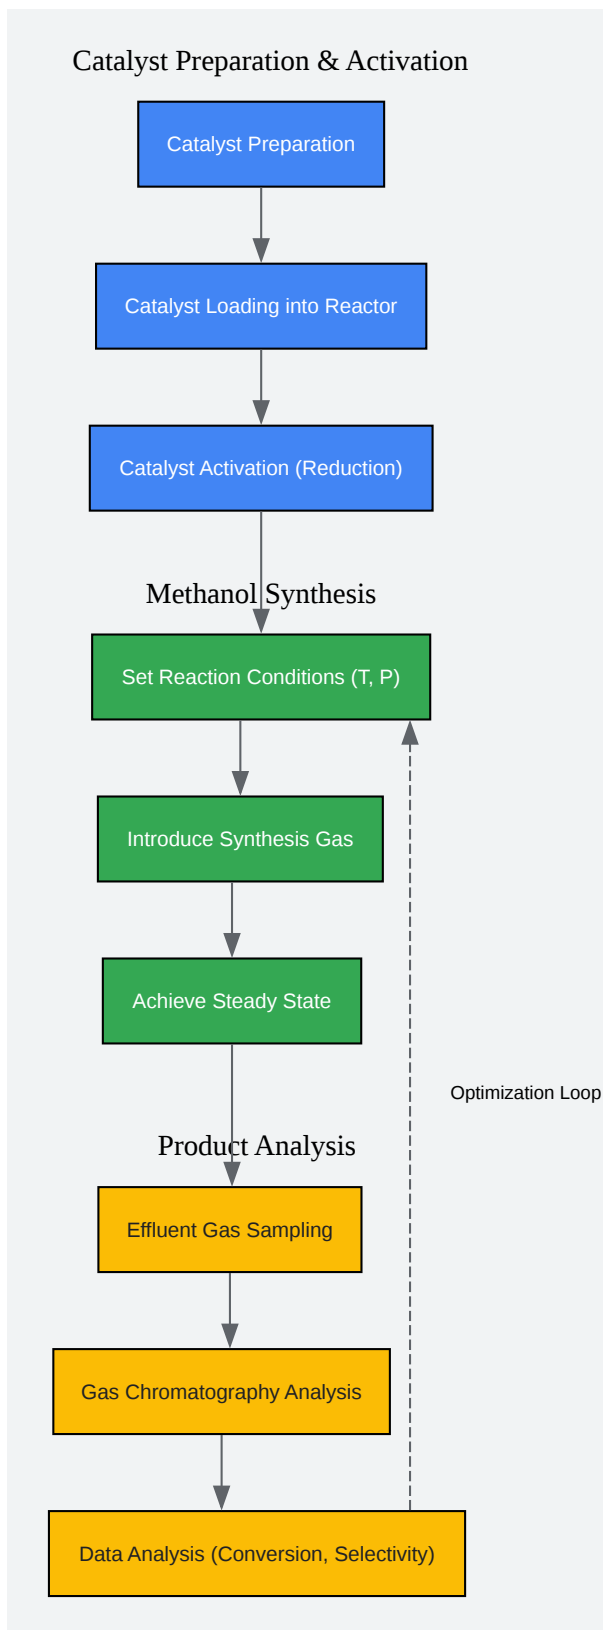 Catalyst Preparation & Activation
Catalyst Preparation
Catalyst Loading into Reactor
Catalyst Activation (Reduction)
Methanol Synthesis
Set Reaction Conditions (T, P)
Introduce Synthesis Gas
Achieve Steady State
Optimization Loop
Product Analysis
Effluent Gas Sampling
Gas Chromatography Analysis
Data Analysis (Conversion, Selectivity)